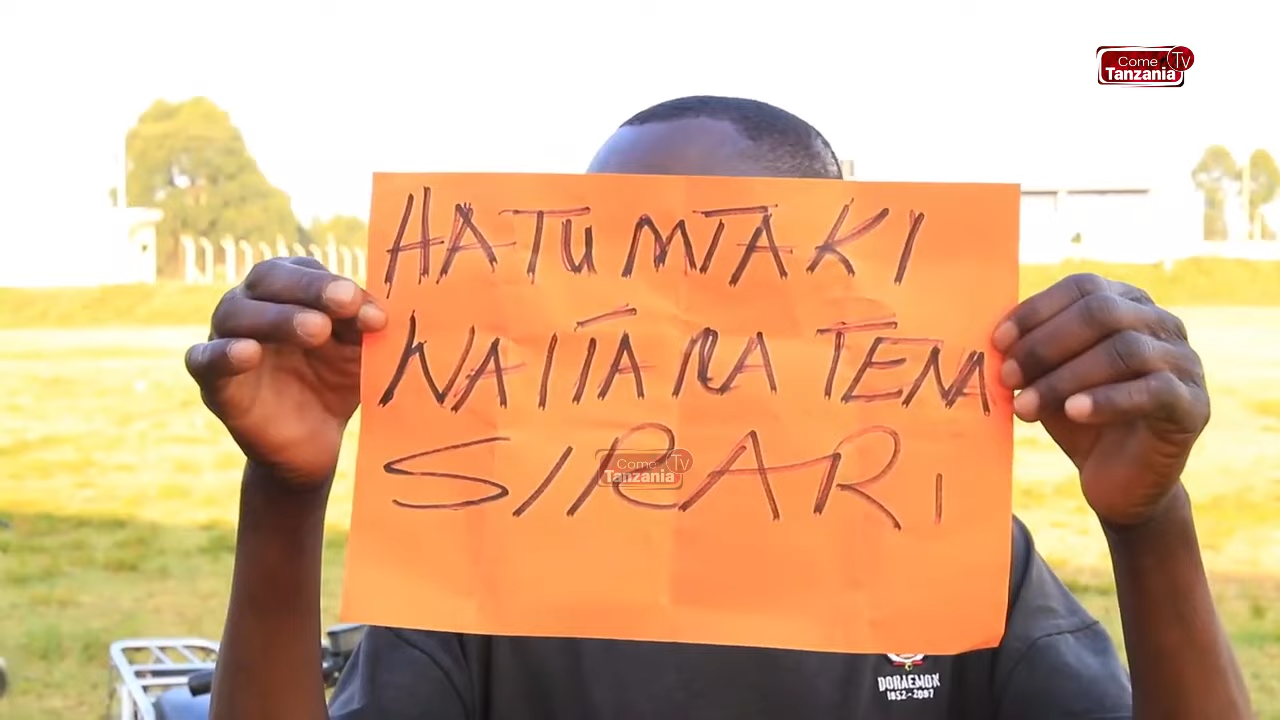 Come Tv
Tanzania
HATUMTAKI
WAITARA TENA
SIRARI
Come Tv
Tanzania
DORAEMON